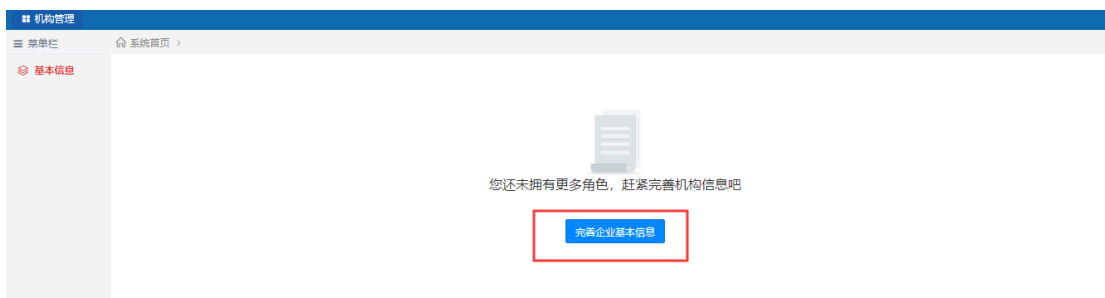 机构管理
菜单栏
系统首页 >
基本信息
您还未拥有更多角色，赶紧完善机构信息吧
完善企业基本信息